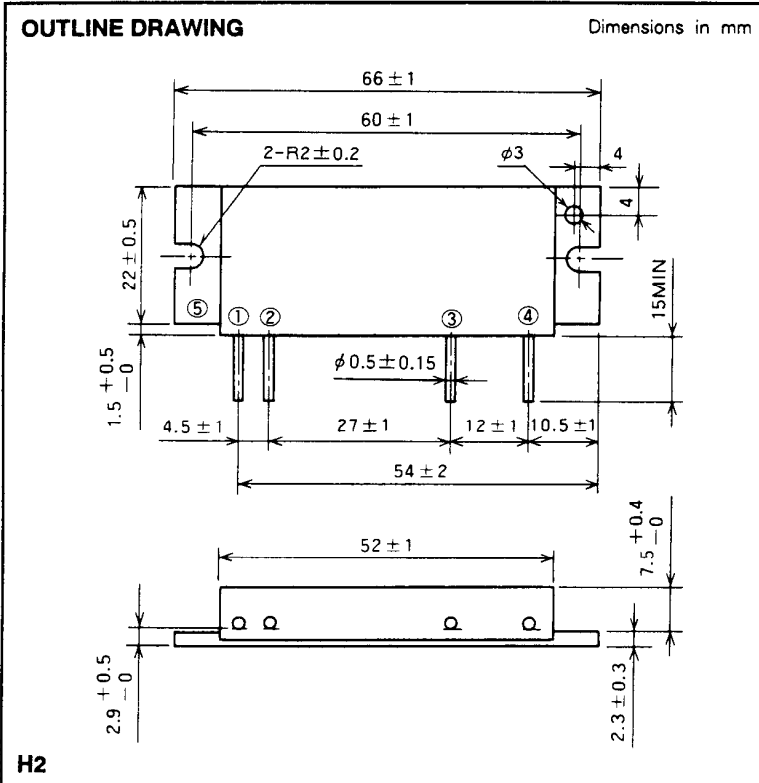 OUTLINE DRAWING
Dimensions in mm
66±1
60±1
2-R2±0.2
φ3
4
4
22±0.5
⑤
①
②
③
④
15MIN
φ0.5±0.15
1.5 +0.5 −0
4.5±1
27±1
12±1
10.5±1
54±2
52±1
7.5 +0.4 −0
2.9 +0.5 −0
2.3±0.3
H2